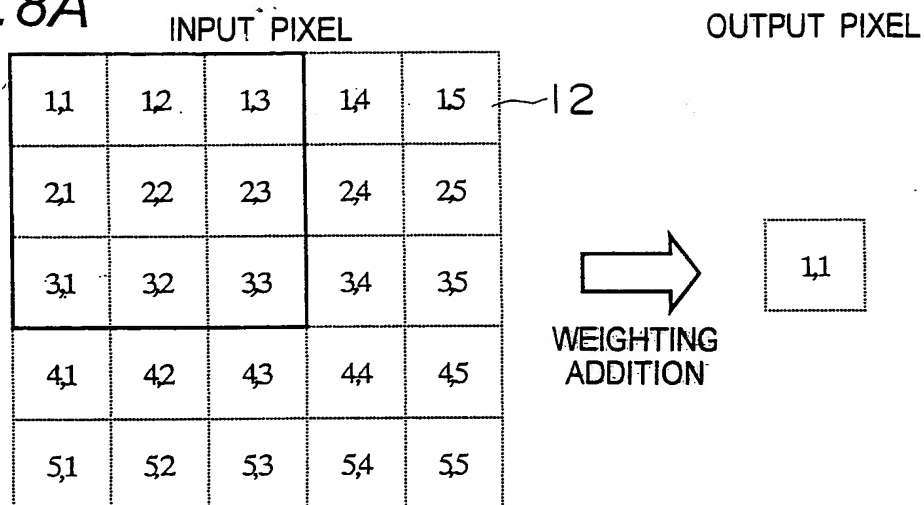 .8A
INPUT PIXEL
OUTPUT PIXEL
1,1 1,2 1,3 1,4 1,5
12
2,1 2,2 2,3 2,4 2,5
3,1 3,2 3,3 3,4 3,5
1,1
WEIGHTING
ADDITION
4,1 4,2 4,3 4,4 4,5
5,1 5,2 5,3 5,4 5,5